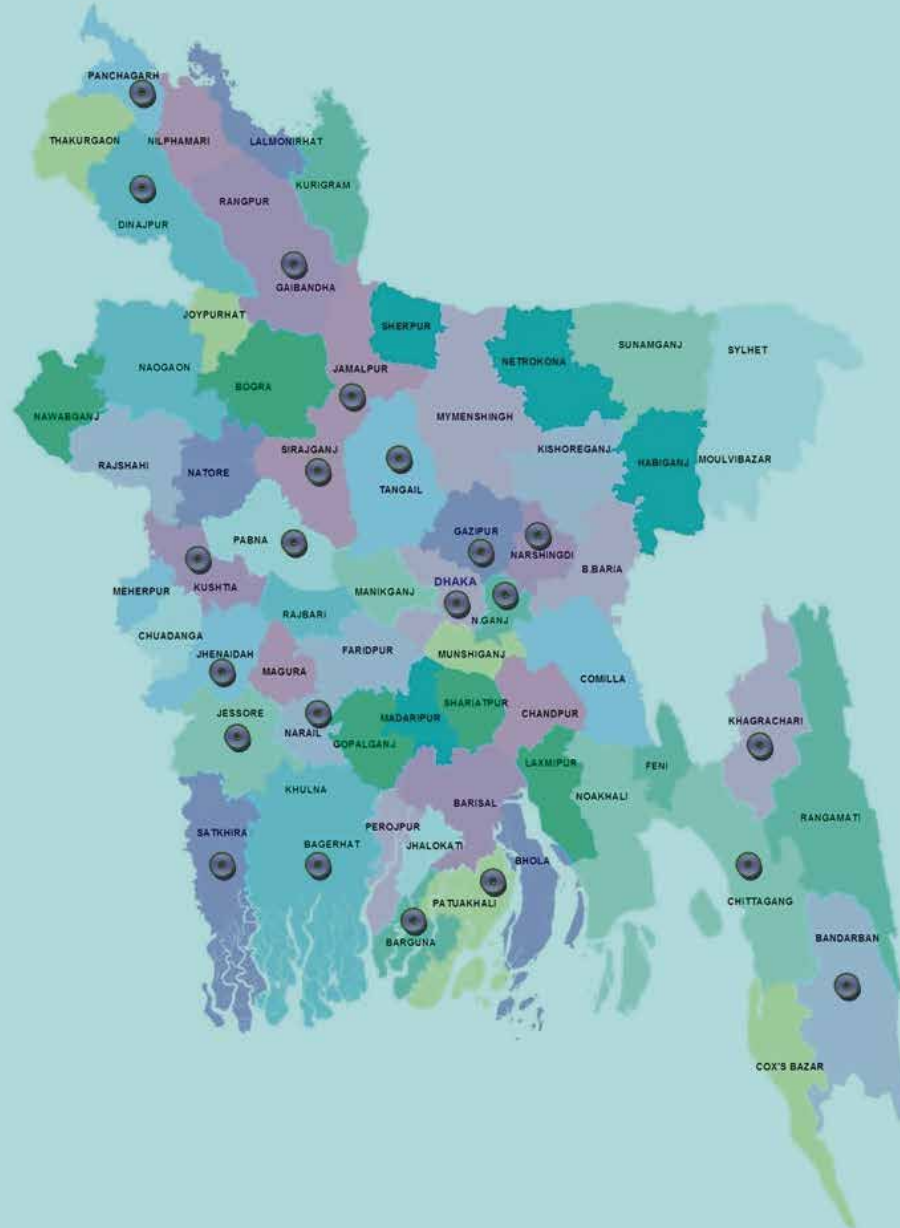 PANCHAGARH
THAKURGAON
NILPHAMARI
LALMONIRHAT
KURIGRAM
RANGPUR
DINAJPUR
GAIBANDHA
JOYPURHAT
SHERPUR
NETROKONA
SUNAMGANJ
SYLHET
NAOGAON
JAMALPUR
BOGRA
NAWABGANJ
MYMENSHINGH
RAJSHAHI
NATORE
SIRAJGANJ
KISHOREGANJ
HABIGANJ
MOULVIBAZAR
TANGAIL
PABNA
GAZIPUR
NARSHINGDI
B.BARIA
MEHERPUR
KUSHTIA
MANIKGANJ
DHAKA
N.GANJ
RAJBARI
CHUADANGA
JHENAIDAH
MAGURA
FARIDPUR
MUNSHIGANJ
COMILLA
JESSORE
NARAIL
GOPALGANJ
MADARIPUR
SHARIATPUR
CHANDPUR
KHAGRACHARI
KHULNA
LAXMIPUR
FENI
NOAKHALI
BARISAL
RANGAMATI
SATKHIRA
BAGERHAT
PEROJPUR
JHALOKATI
BHOLA
PATUAKHALI
CHITTAGANG
BARGUNA
BANDARBAN
COX'S BAZAR